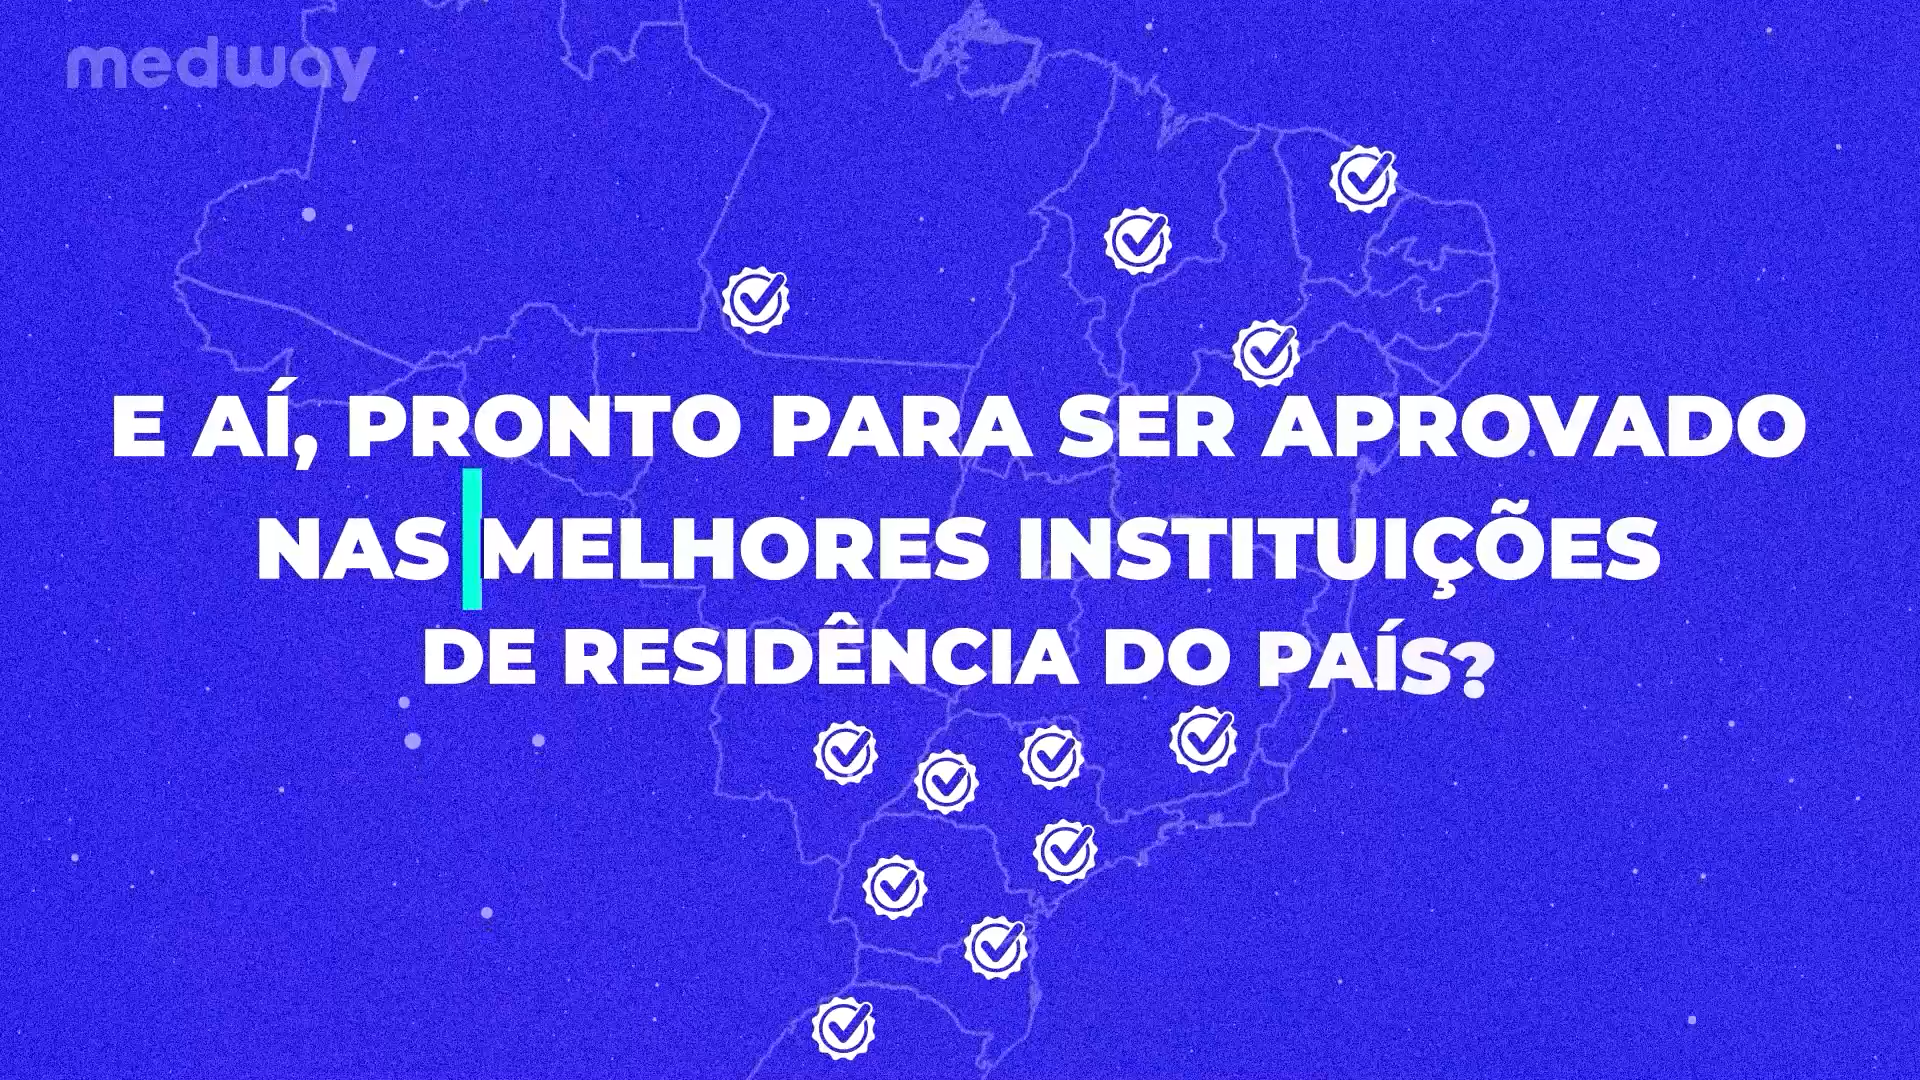 medway
E AÍ, PRONTO PARA SER APROVADO
NAS MELHORES INSTITUIÇÕES
DE RESIDÊNCIA DO PAÍS?